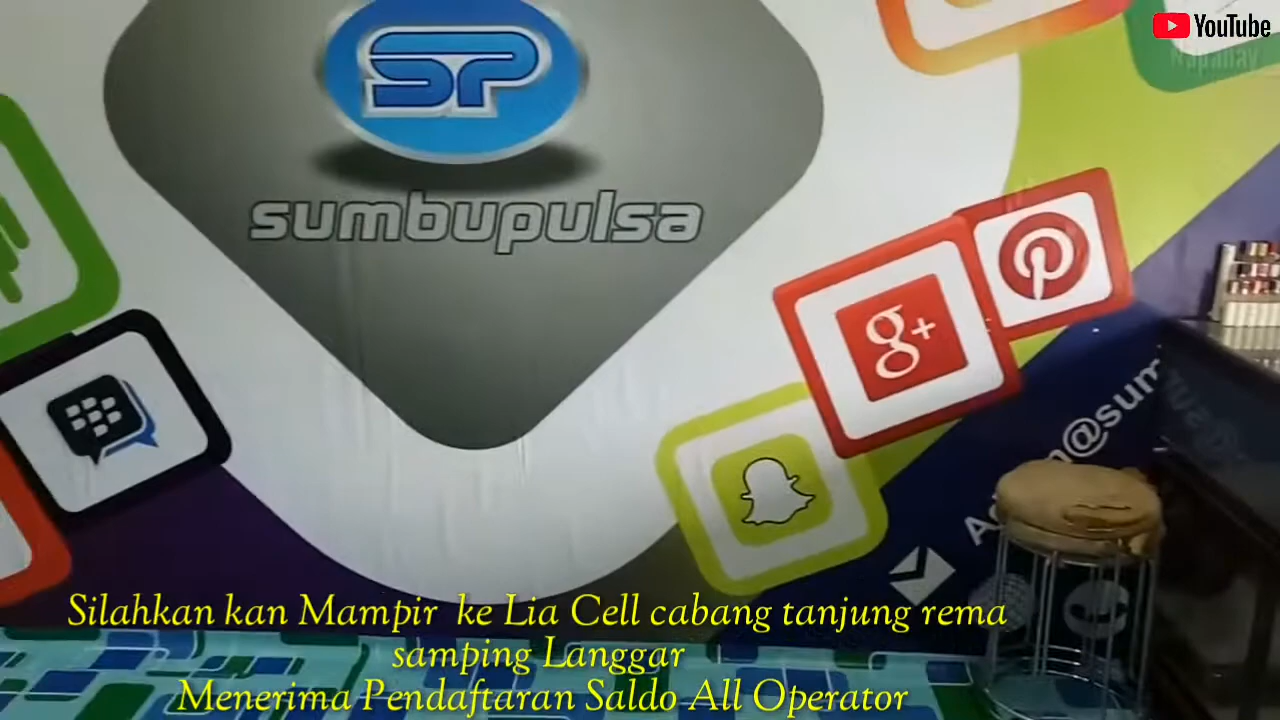 YouTube
SP
sumbupulsa
g+
@sum
Silahkan kan Mampir ke Lia Cell cabang tanjung rema
samping Langgar
Menerima Pendaftaran Saldo All Operator